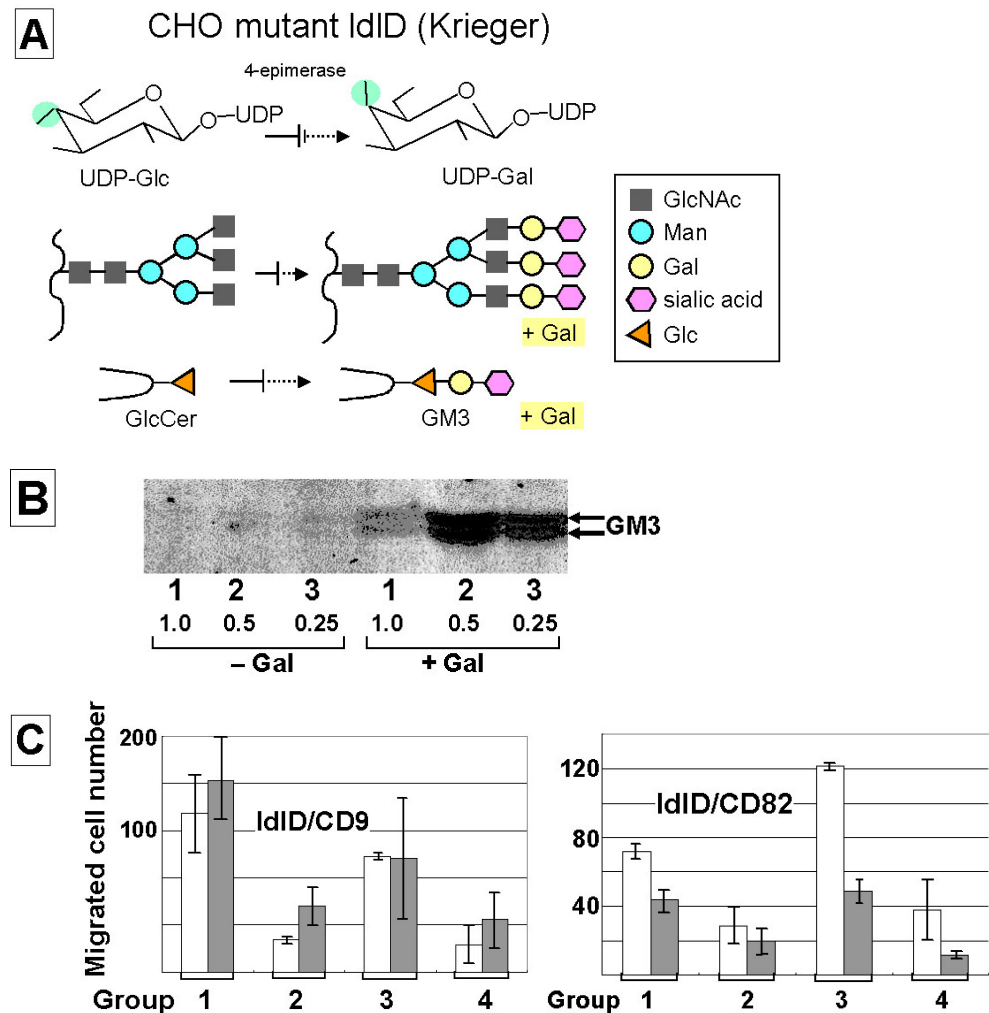 A
CHO mutant ldlD (Krieger)
4-epimerase
O
O—UDP
UDP-Glc
O
O—UDP
UDP-Gal
GlcNAc
Man
Gal
sialic acid
Glc
+ Gal
GlcCer
GM3
+ Gal
B
GM3
1 2 3 1 2 3
1.0 0.5 0.25 1.0 0.5 0.25
– Gal + Gal
C
Migrated cell number
200
100
ldlD/CD9
Group 1 2 3 4
120
80
40
ldlD/CD82
Group 1 2 3 4